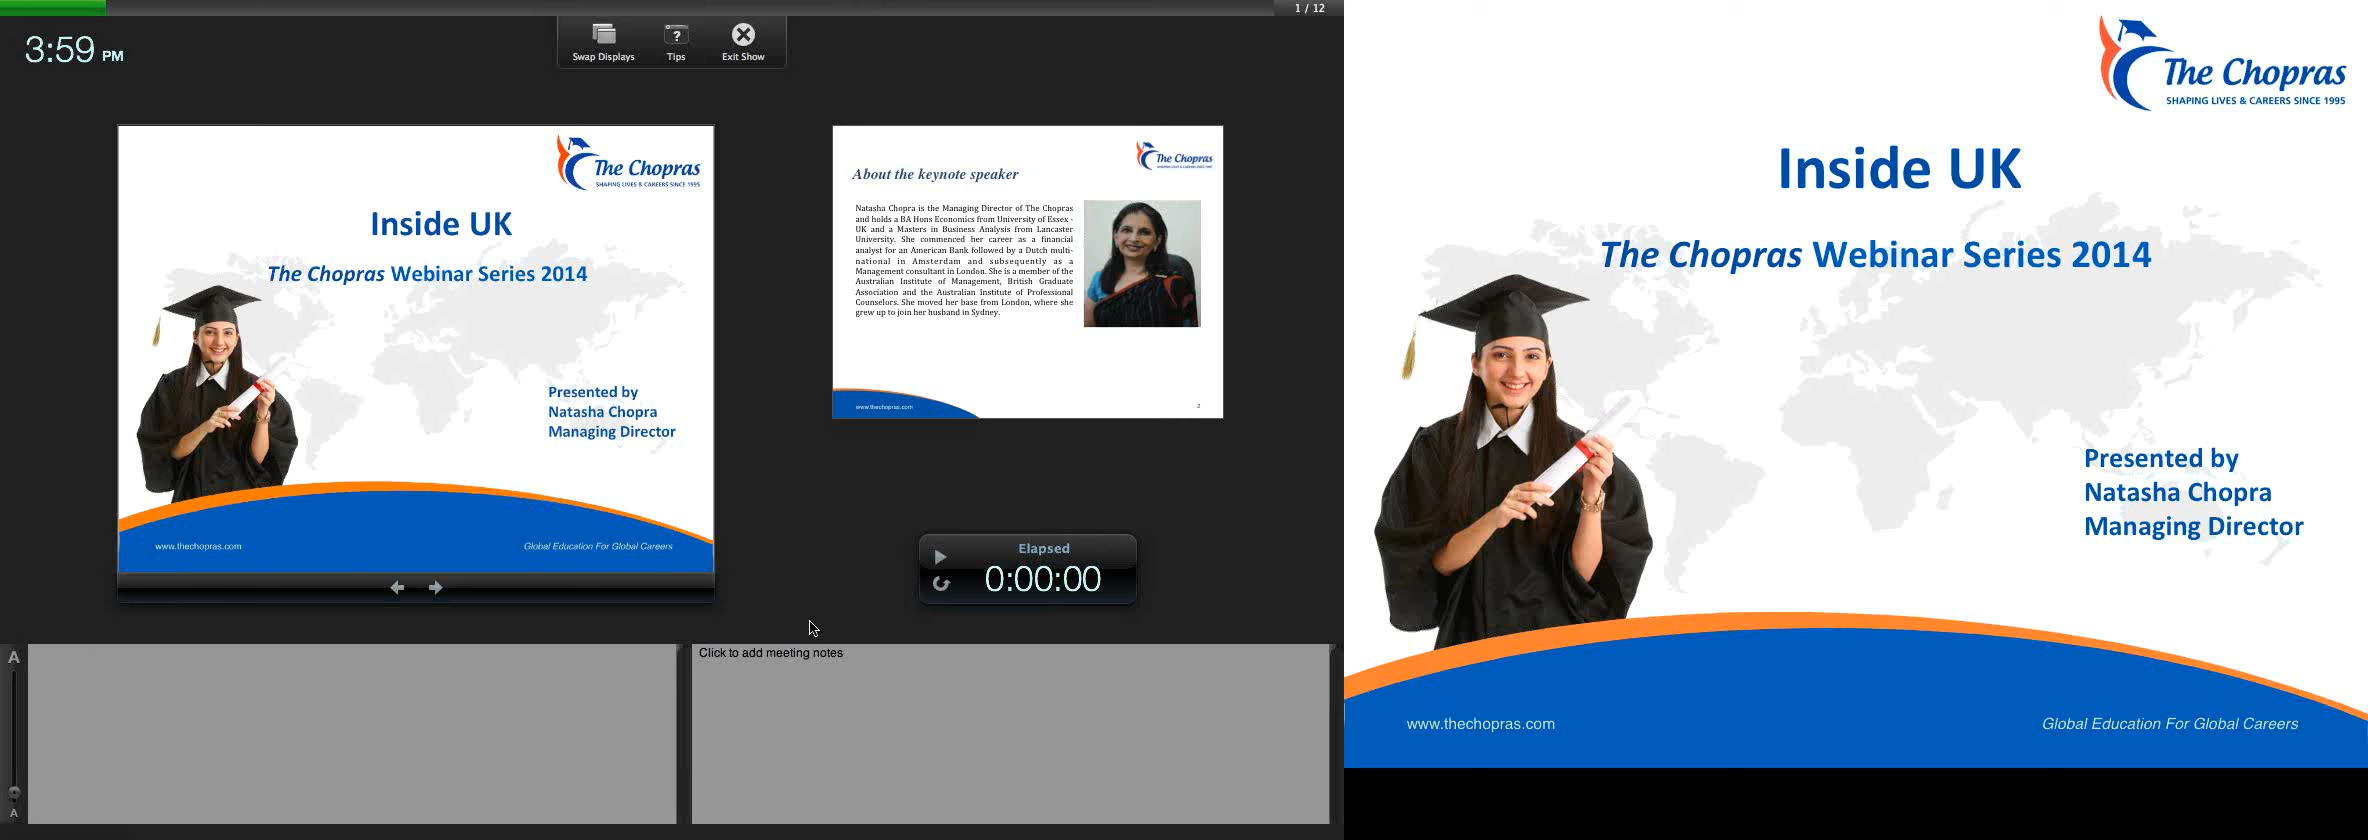 1 / 12
3:59 PM
Swap Displays
Tips
Exit Show
The Chopras
SHAPING LIVES & CAREERS SINCE 1995
Inside UK
The Chopras Webinar Series 2014
Presented by
Natasha Chopra
Managing Director
www.thechopras.com
Global Education For Global Careers
The Chopras
SHAPING LIVES & CAREERS SINCE 1995
About the keynote speaker
Natasha Chopra is the Managing Director of The Chopras
and holds a BA Hons Economics from University of Essex -
UK and a Masters in Business Analysis from Lancaster
University. She commenced her career as a financial
analyst for an American Bank followed by a Dutch multi-
national in Amsterdam and subsequently as a
Management consultant in London. She is a member of the
Australian Institute of Management, British Graduate
Association and the Australian Institute of Professional
Counselors. She moved her base from London, where she
grew up to join her husband in Sydney.
www.thechopras.com
2
Elapsed
0:00:00
A
A
Click to add meeting notes
The Chopras
SHAPING LIVES & CAREERS SINCE 1995
Inside UK
The Chopras Webinar Series 2014
Presented by
Natasha Chopra
Managing Director
www.thechopras.com
Global Education For Global Careers